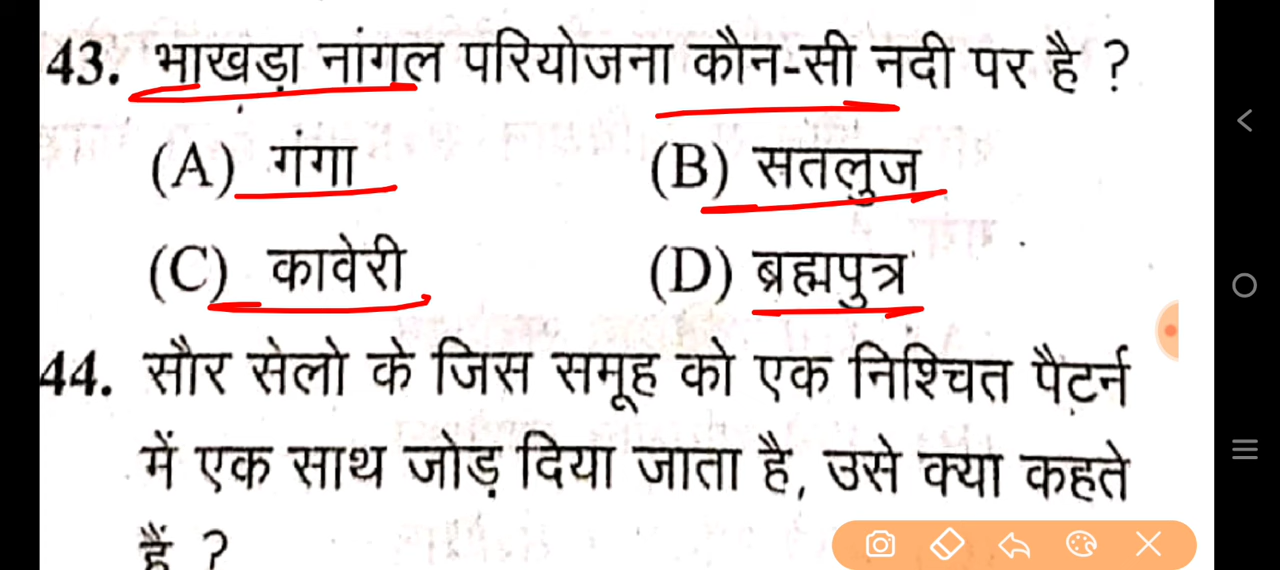 43. भाखड़ा नांगल परियोजना कौन-सी नदी पर है ?
(A) गंगा (B) सतलुज
(C) कावेरी (D) ब्रह्मपुत्र
44. सौर सेलो के जिस समूह को एक निश्चित पैटर्न
में एक साथ जोड़ दिया जाता है, उसे क्या कहते
हैं ?